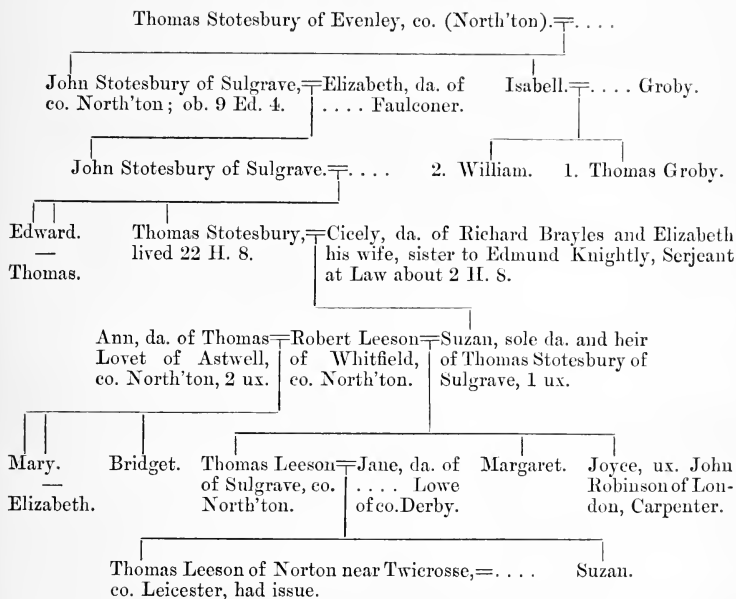 Thomas Stotesbury of Evenley, co. (North'ton).=. . . .
John Stotesbury of Sulgrave,=Elizabeth, da. of
co. North'ton; ob. 9 Ed. 4. . . . . Faulconer.
Isabell.=. . . . Groby.
John Stotesbury of Sulgrave.=. . . .
2. William. 1. Thomas Groby.
Edward.
—
Thomas.
Thomas Stotesbury,=Cicely, da. of Richard Brayles and Elizabeth
lived 22 H. 8. his wife, sister to Edmund Knightly, Serjeant
at Law about 2 H. 8.
Ann, da. of Thomas=Robert Leeson=Suzan, sole da. and heir
Lovet of Astwell, of Whitfield, of Thomas Stotesbury of
co. North'ton, 2 ux. co. North'ton. Sulgrave, 1 ux.
Mary.
—
Elizabeth.
Bridget.
Thomas Leeson=Jane, da. of
of Sulgrave, co. . . . . Lowe
North'ton. of co. Derby.
Margaret.
Joyce, ux. John
Robinson of Lon-
don, Carpenter.
Thomas Leeson of Norton near Twicrosse,=. . . .
co. Leicester, had issue.
Suzan.